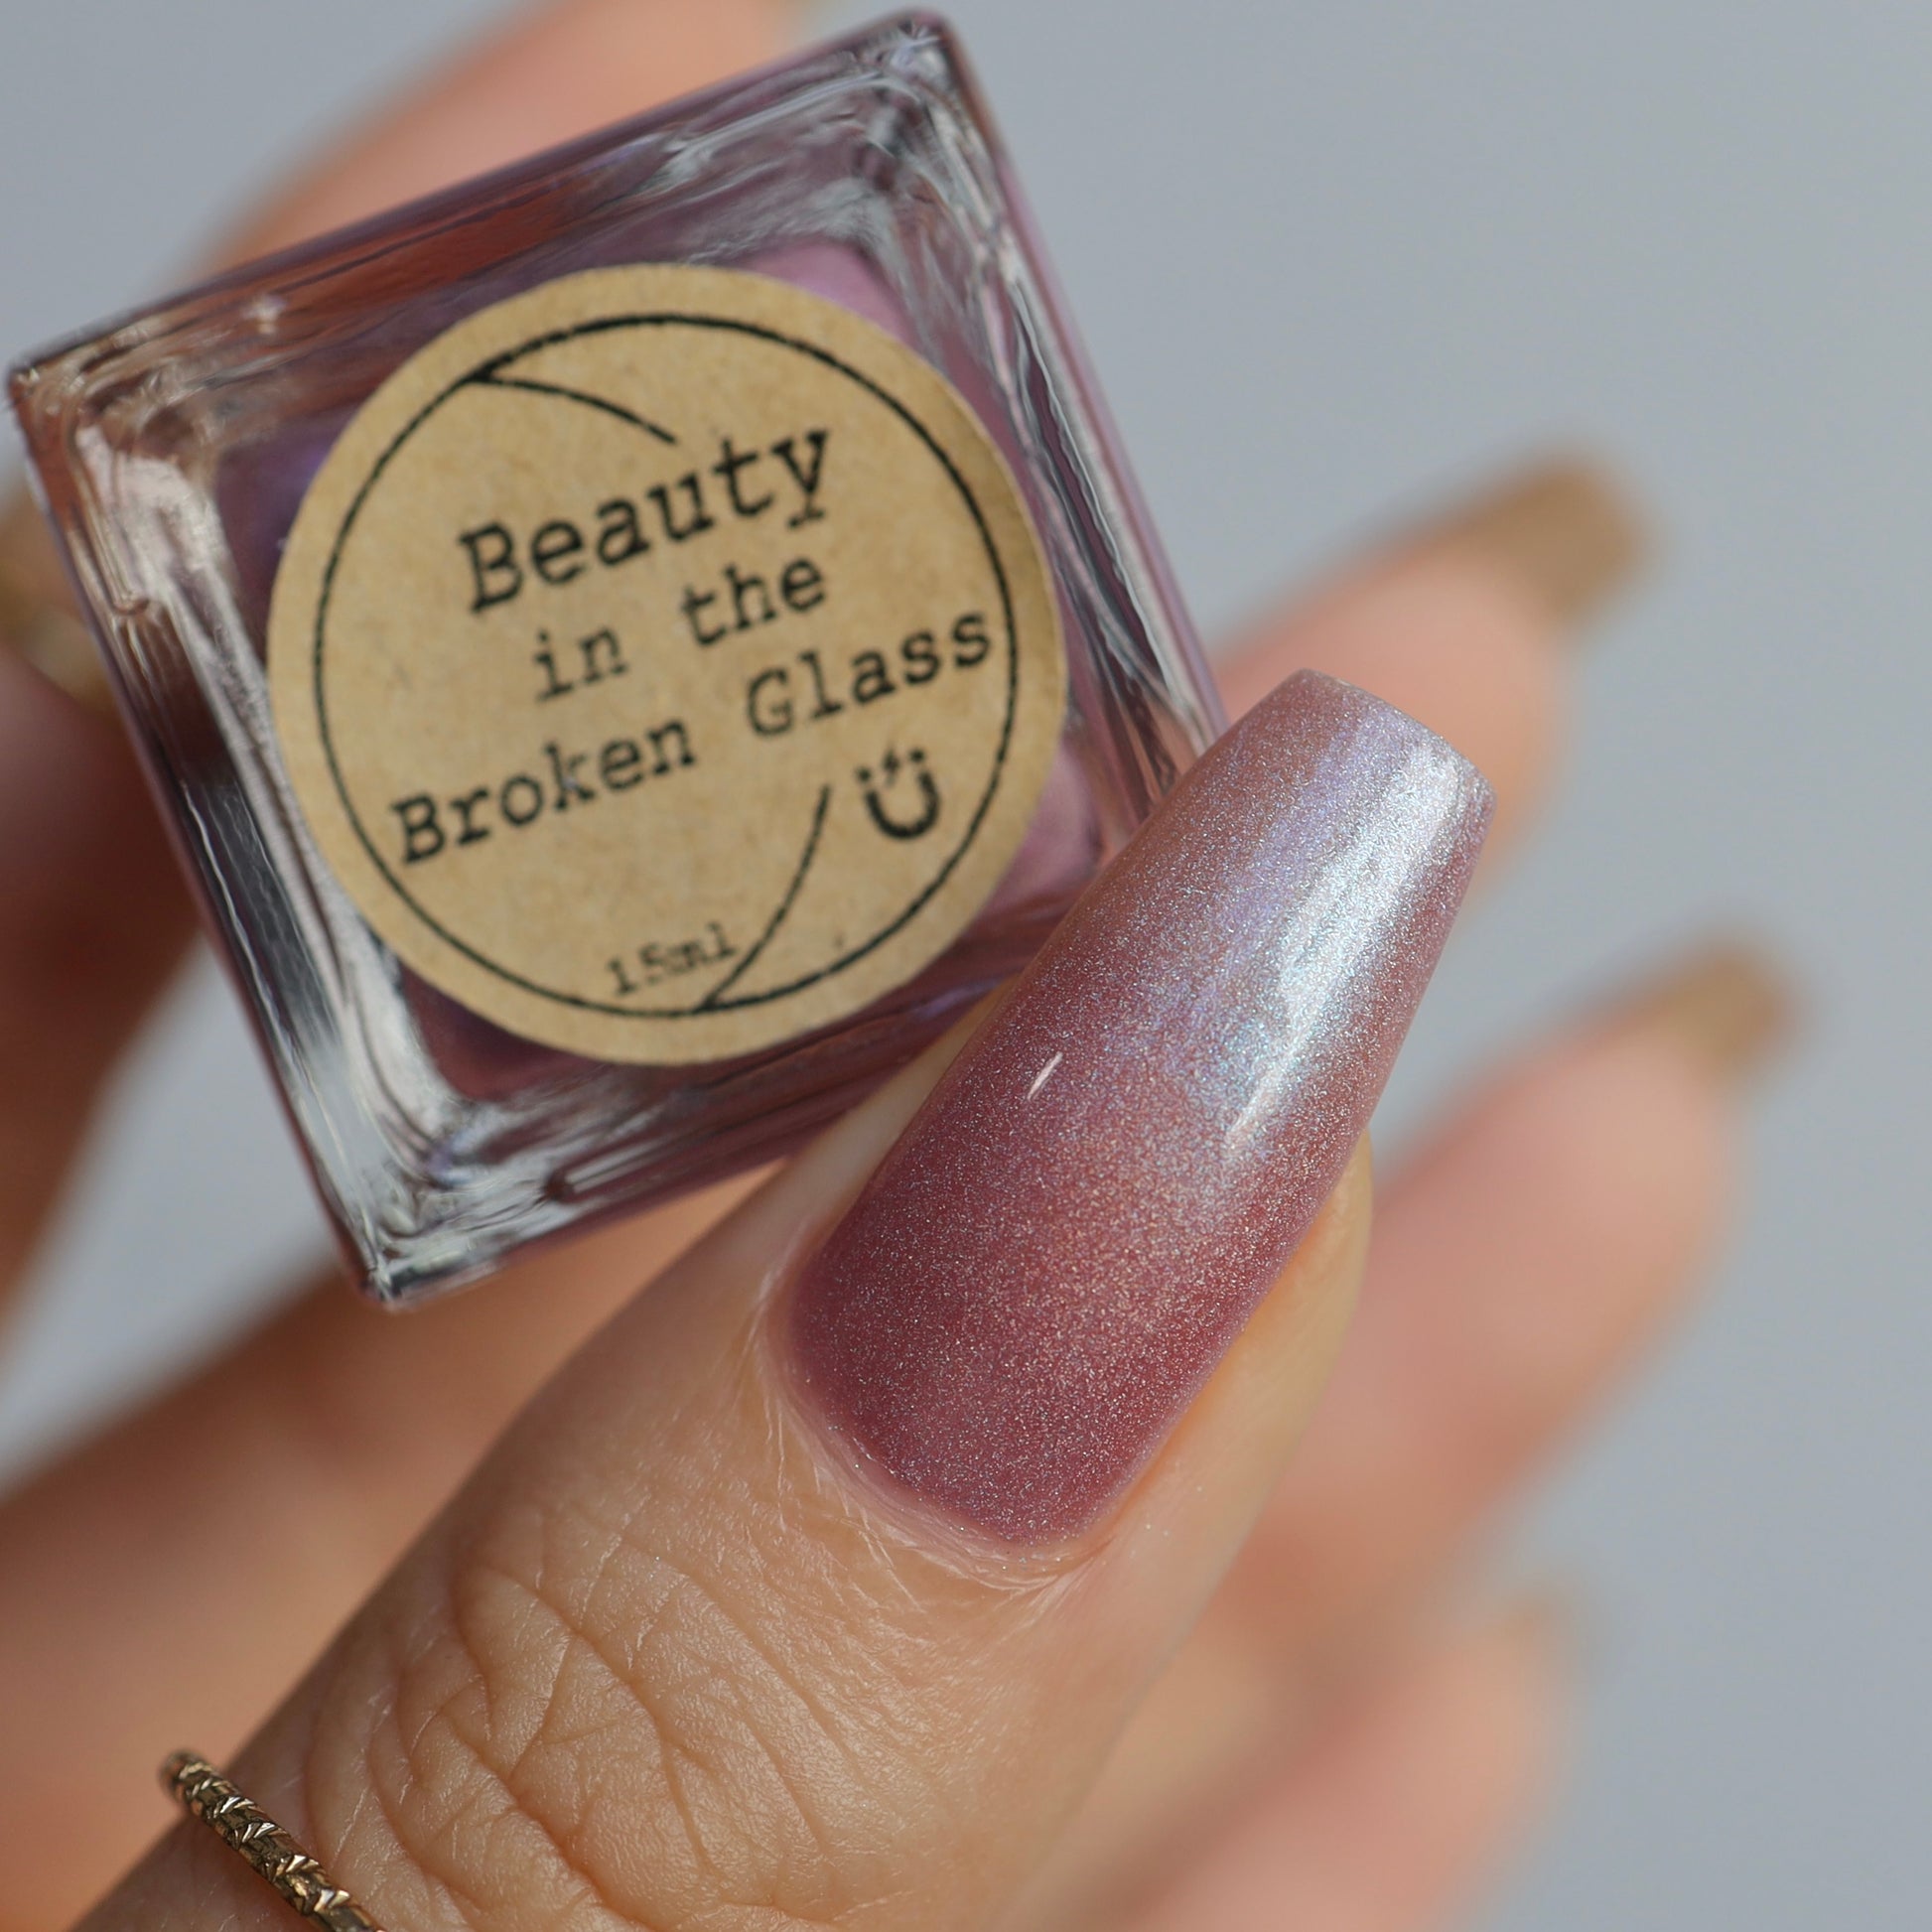 Beauty
in the
Broken Glass
15ml